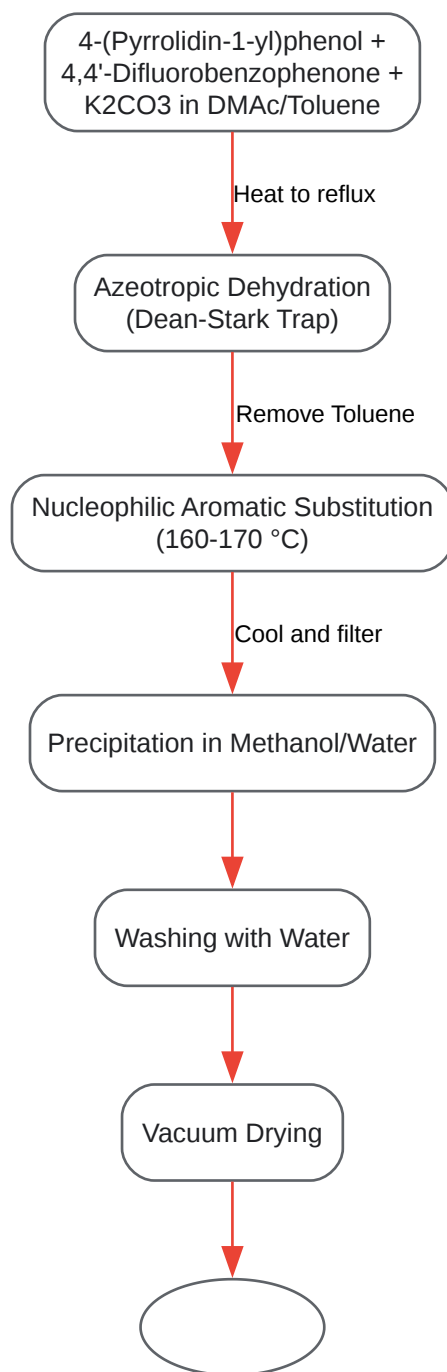 4-(Pyrrolidin-1-yl)phenol +
4,4'-Difluorobenzophenone +
K2CO3 in DMAc/Toluene
Heat to reflux
Azeotropic Dehydration
(Dean-Stark Trap)
Remove Toluene
Nucleophilic Aromatic Substitution
(160-170 °C)
Cool and filter
Precipitation in Methanol/Water
Washing with Water
Vacuum Drying